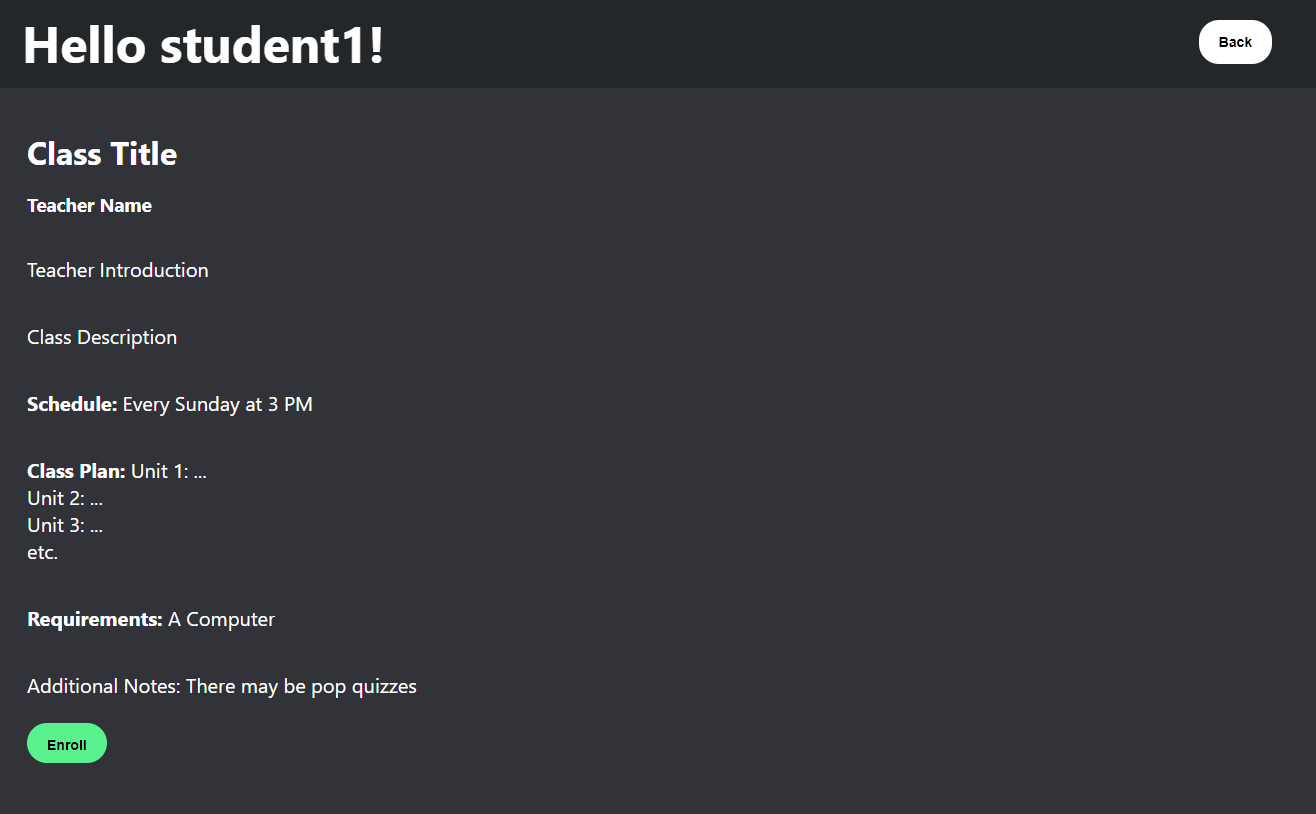 Hello student1!
Back
Class Title
Teacher Name
Teacher Introduction
Class Description
Schedule: Every Sunday at 3 PM
Class Plan: Unit 1: ...
Unit 2: ...
Unit 3: ...
etc.
Requirements: A Computer
Additional Notes: There may be pop quizzes
Enroll